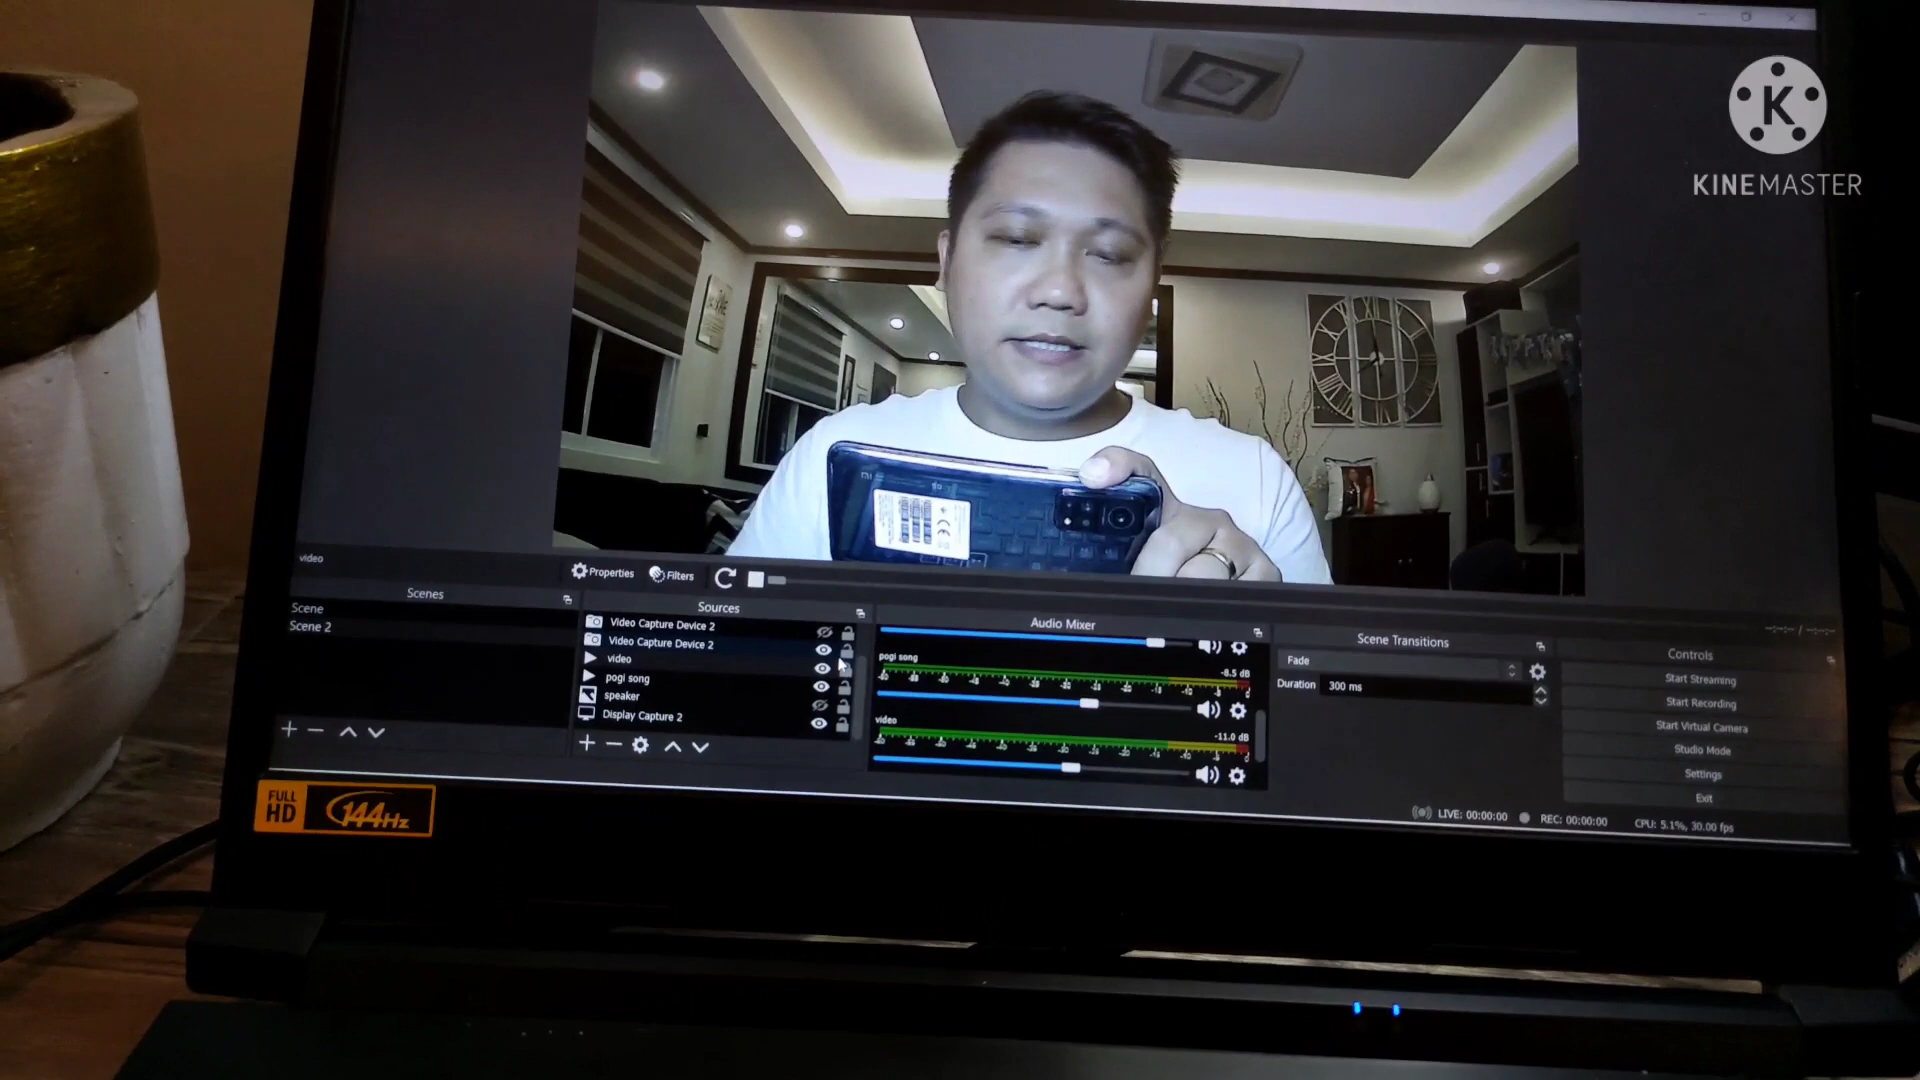 K
KINEMASTER
mi
CE
video
Properties
Filters
Scenes
Scene
Scene 2
Sources
Video Capture Device 2
Video Capture Device 2
video
pogi song
speaker
Display Capture 2
Audio Mixer
pogi song
-8.5 dB
video
-11.0 dB
Scene Transitions
Fade
Duration 300 ms
Controls
Start Streaming
Start Recording
Start Virtual Camera
Studio Mode
Settings
Exit
LIVE: 00:00:00
REC: 00:00:00
CPU: 5.1%, 30.00 fps
FULL
HD
144Hz